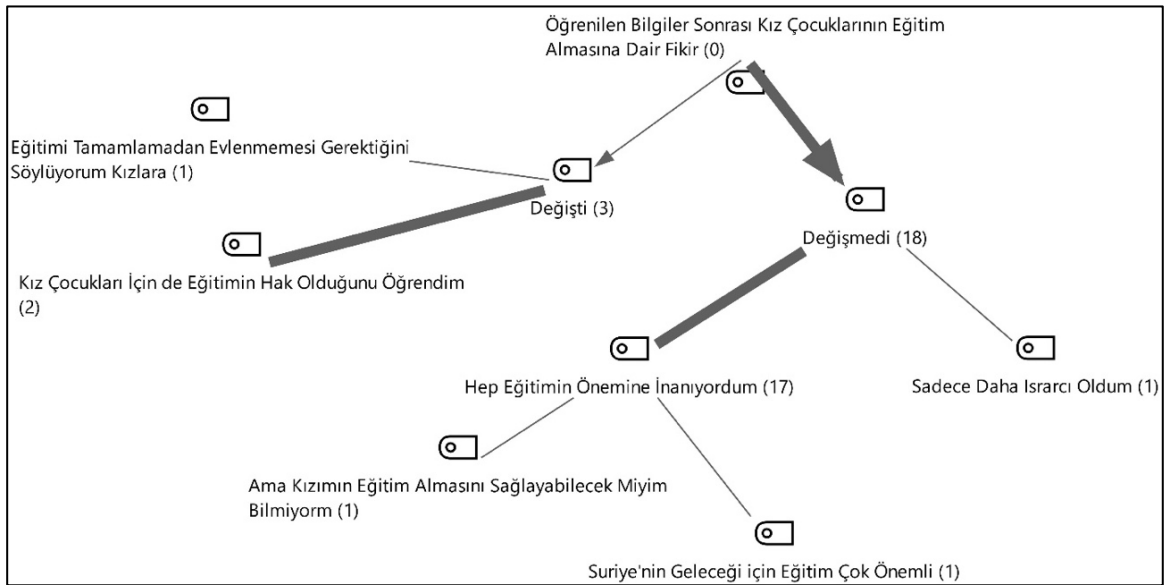 Öğrenilen Bilgiler Sonrası Kız Çocuklarının Eğitim
Almasına Dair Fikir (0)
Eğitimi Tamamlamadan Evlenmemesi Gerektiğini
Söylüyorum Kızlara (1)
Değişti (3)
Değişmedi (18)
Kız Çocukları İçin de Eğitimin Hak Olduğunu Öğrendim
(2)
Hep Eğitimin Önemine İnanıyordum (17)
Sadece Daha Israrcı Oldum (1)
Ama Kızımın Eğitim Almasını Sağlayabilecek Miyim
Bilmiyorm (1)
Suriye'nin Geleceği için Eğitim Çok Önemli (1)